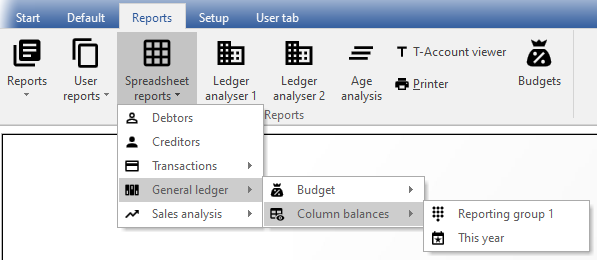 Start Default Reports Setup User tab
Reports
User
reports
Spreadsheet
reports
Ledger
analyser 1
Ledger
analyser 2
Age
analysis
T T-Account viewer
Printer
Budgets
Reports
Debtors
Creditors
Transactions
General ledger
Sales analysis
Budget
Column balances
Reporting group 1
This year